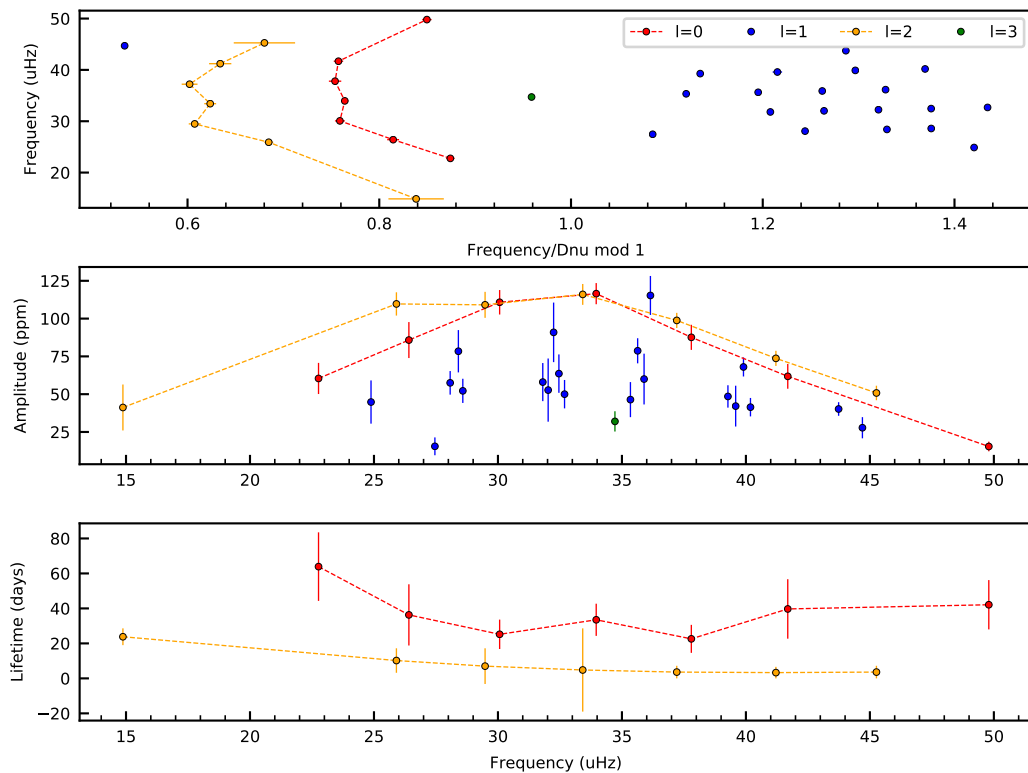 50
40
30
20
Frequency (uHz)
l=0 l=1 l=2 l=3
0.6 0.8 1.0 1.2 1.4
Frequency/Dnu mod 1
125
100
75
50
25
Amplitude (ppm)
15 20 25 30 35 40 45 50
80
60
40
20
0
−20
Lifetime (days)
15 20 25 30 35 40 45 50
Frequency (uHz)